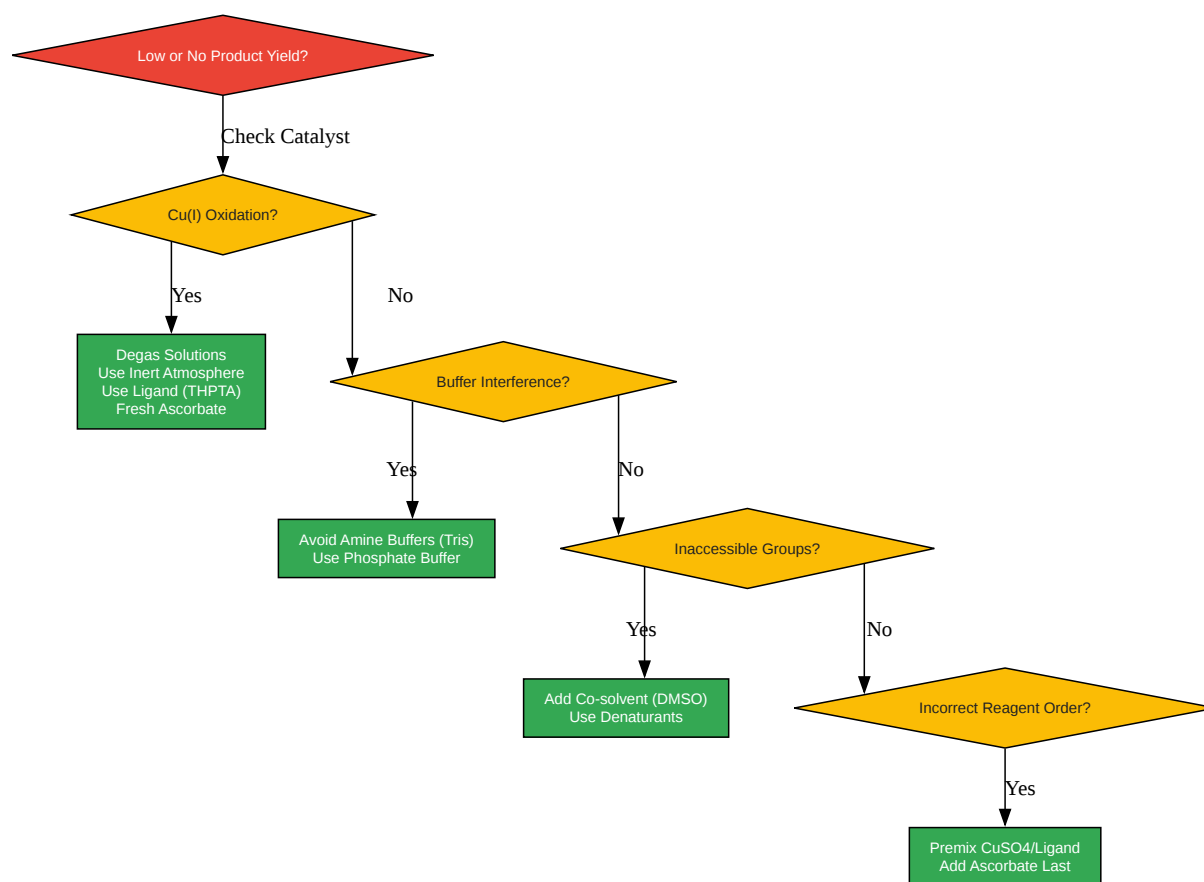 Low or No Product Yield?
Check Catalyst
Cu(I) Oxidation?
Yes
No
Degas Solutions
Use Inert Atmosphere
Use Ligand (THPTA)
Fresh Ascorbate
Buffer Interference?
Yes
No
Avoid Amine Buffers (Tris)
Use Phosphate Buffer
Inaccessible Groups?
Yes
No
Add Co-solvent (DMSO)
Use Denaturants
Incorrect Reagent Order?
Yes
Premix CuSO4/Ligand
Add Ascorbate Last